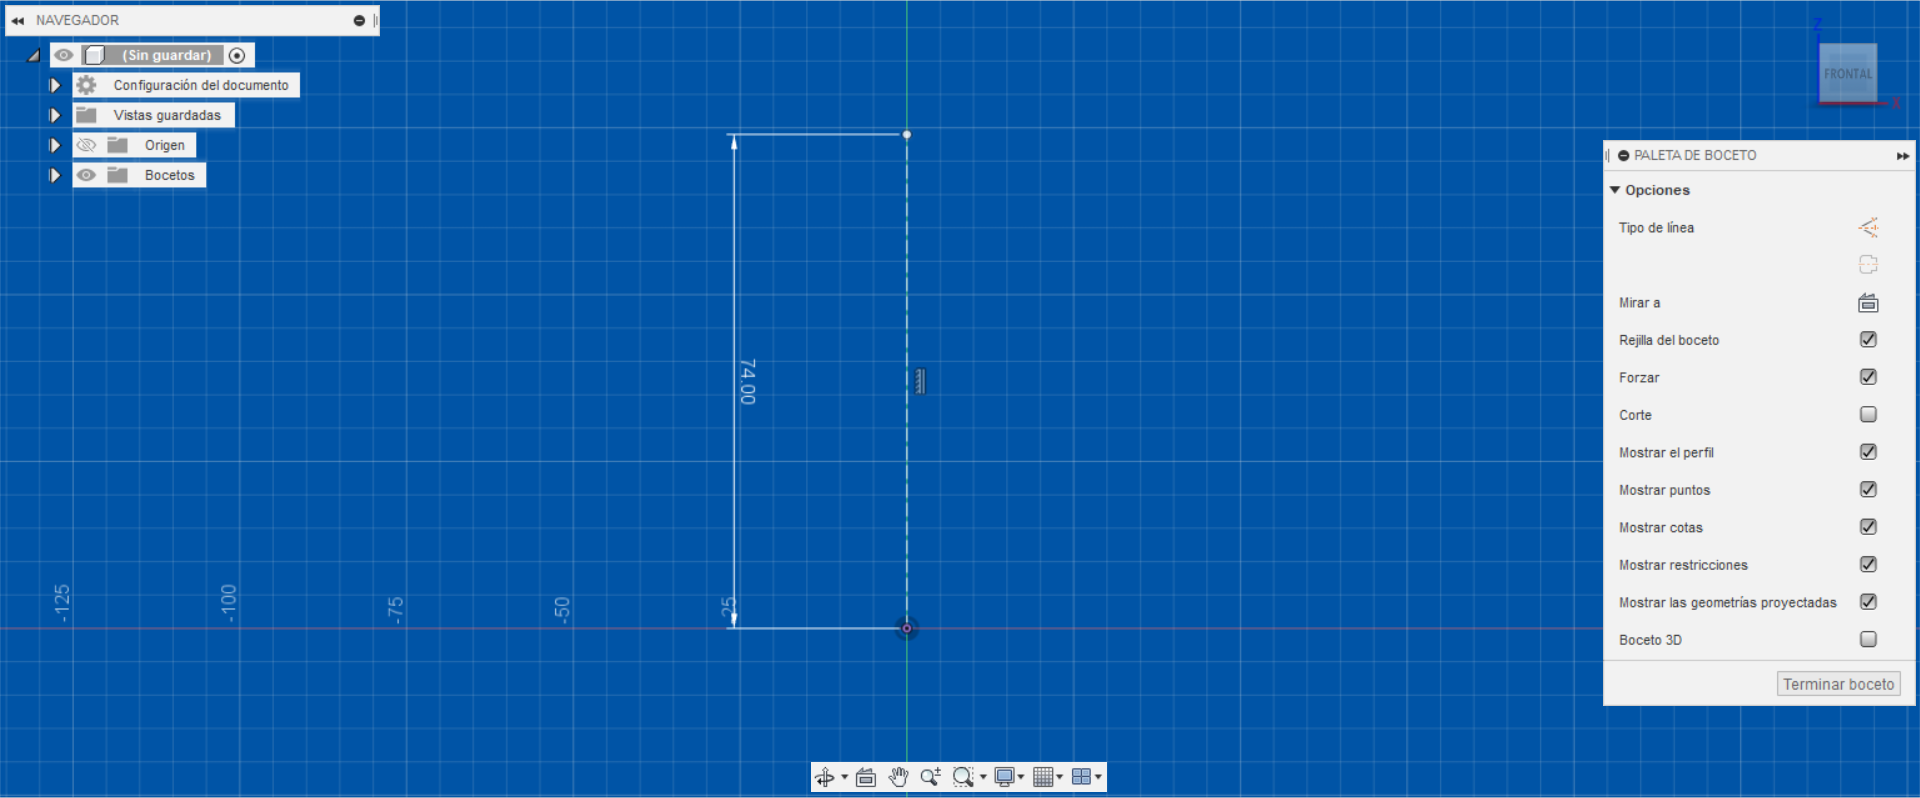 NAVEGADOR
(Sin guardar)
Configuración del documento
Vistas guardadas
Origen
Bocetos
Z
FRONTAL
X
PALETA DE BOCETO
Opciones
Tipo de línea
Mirar a
Rejilla del boceto
Forzar
Corte
Mostrar el perfil
Mostrar puntos
Mostrar cotas
Mostrar restricciones
Mostrar las geometrías proyectadas
Boceto 3D
Terminar boceto
74.00
-125
-100
-75
-50
25